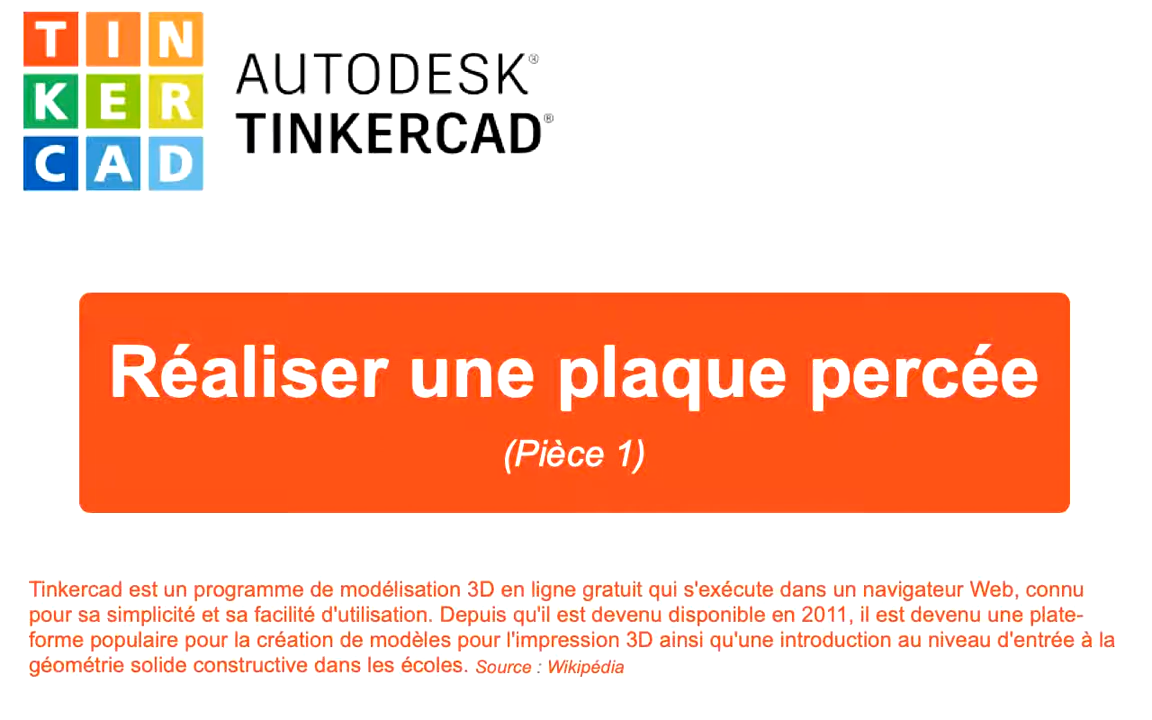 TIN
KER
CAD
AUTODESK®
TINKERCAD®
Réaliser une plaque percée
(Pièce 1)
Tinkercad est un programme de modélisation 3D en ligne gratuit qui s'exécute dans un navigateur Web, connu
pour sa simplicité et sa facilité d'utilisation. Depuis qu'il est devenu disponible en 2011, il est devenu une plate-
forme populaire pour la création de modèles pour l'impression 3D ainsi qu'une introduction au niveau d'entrée à la
géométrie solide constructive dans les écoles. Source : Wikipédia